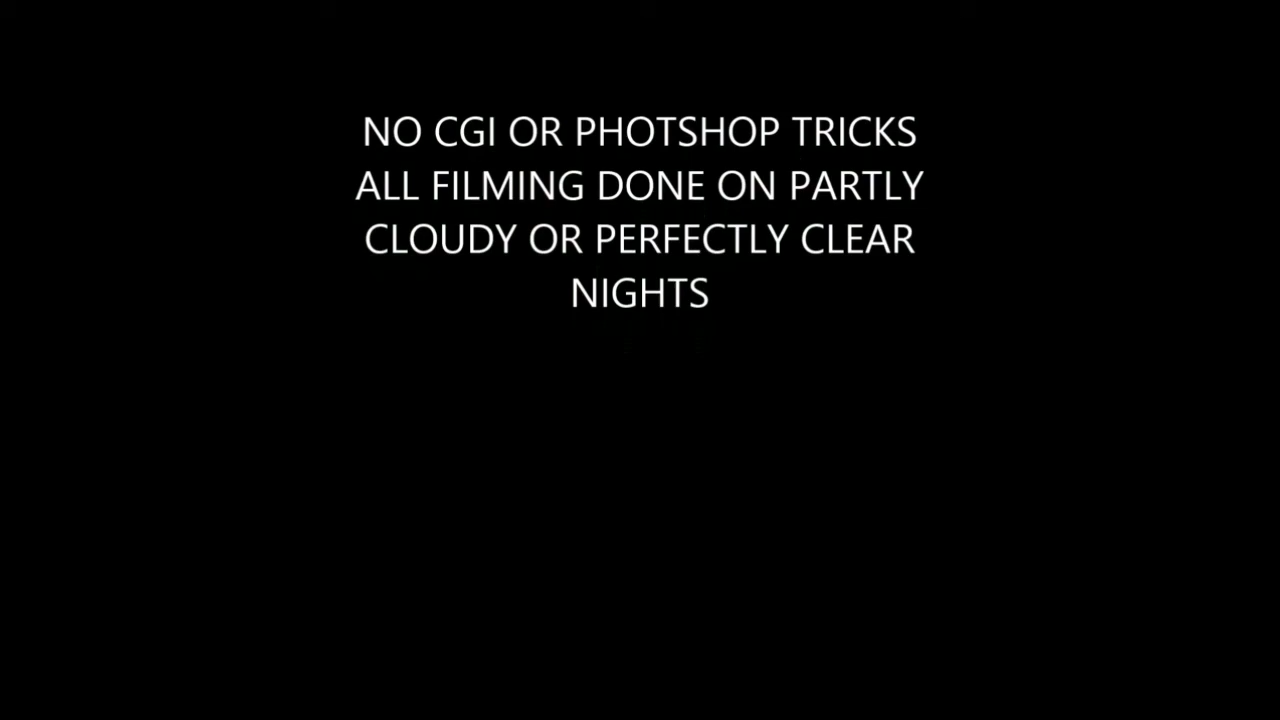 NO CGI OR PHOTSHOP TRICKS
ALL FILMING DONE ON PARTLY
CLOUDY OR PERFECTLY CLEAR
NIGHTS